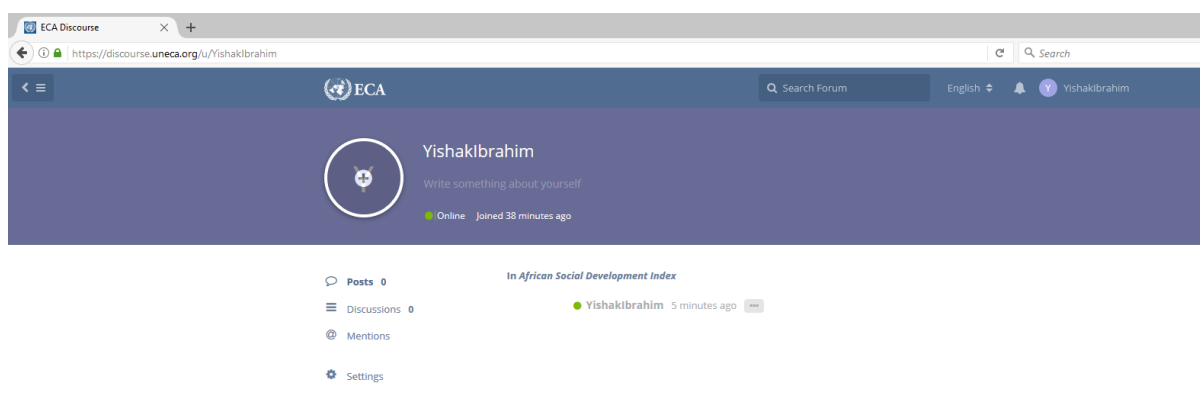 ECA Discourse
https://discourse.uneca.org/u/YishakIbrahim
Search
ECA
Search Forum
English
Y
YishakIbrahim
YishakIbrahim
Write something about yourself
Online Joined 38 minutes ago
Posts 0
In African Social Development Index
Discussions 0
YishakIbrahim 5 minutes ago
@ Mentions
Settings